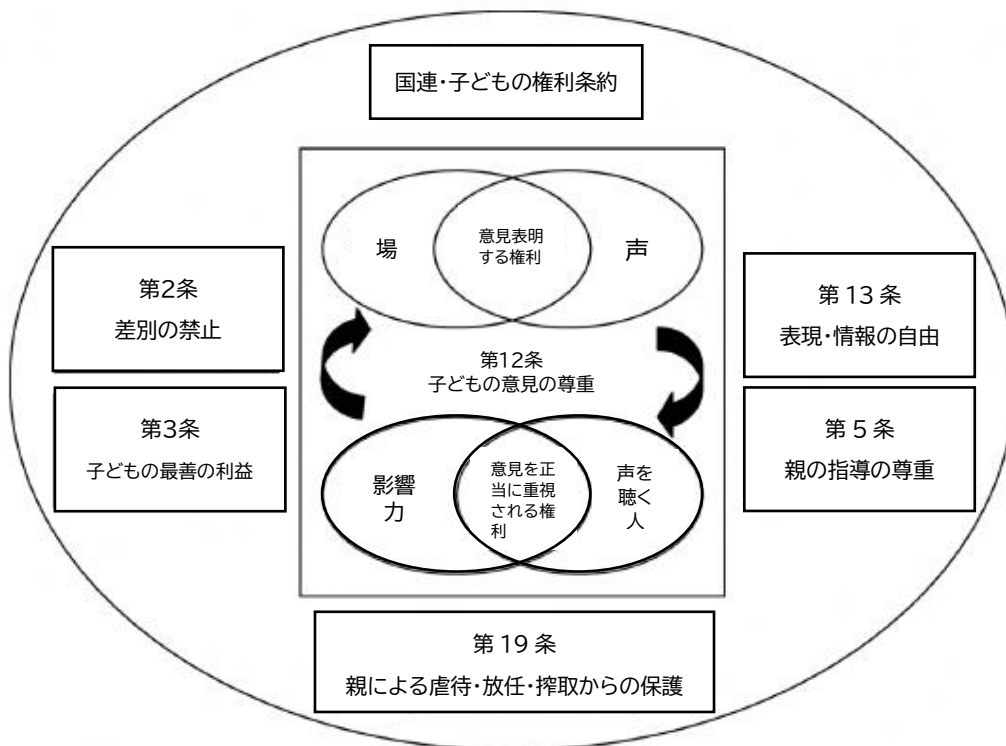 国連・子どもの権利条約
場
意見表明
する権利
声
第2条
差別の禁止
第13条
表現・情報の自由
第12条
子どもの意見の尊重
第3条
子どもの最善の利益
第5条
親の指導の尊重
影響
力
意見を正
当に重視
される権
利
声を
聴く
人
第19条
親による虐待・放任・搾取からの保護